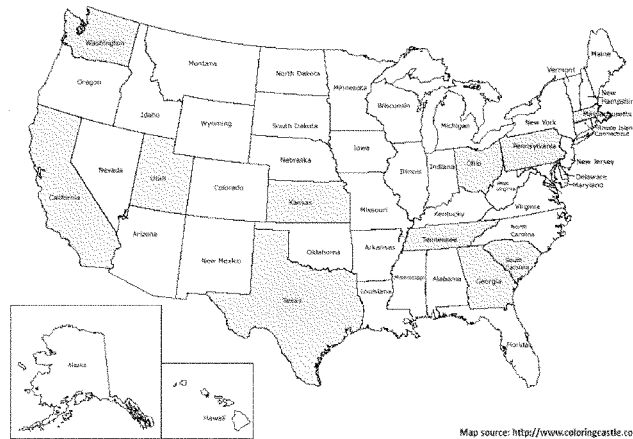 Washington
Montana
North Dakota
Minnesota
Maine
Vermont
New
Hampshir
Oregon
Idaho
Wyoming
South Dakota
Wisconsin
Michigan
New York
Massachusetts
Rhode Islan
Connecticut
Nebraska
Iowa
Pennsylvania
New Jersey
Nevada
Utah
Colorado
Kansas
Illinois
Indiana
Ohio
Delaware
Maryland
West
Virginia
Virginia
California
Missouri
Kentucky
North
Carolina
Tennessee
Arizona
New Mexico
Oklahoma
Arkansas
South
Carolina
Texas
Louisiana
Mississippi
Alabama
Georgia
Florida
Alaska
Hawaii
Map source: http://www.coloringcastle.co